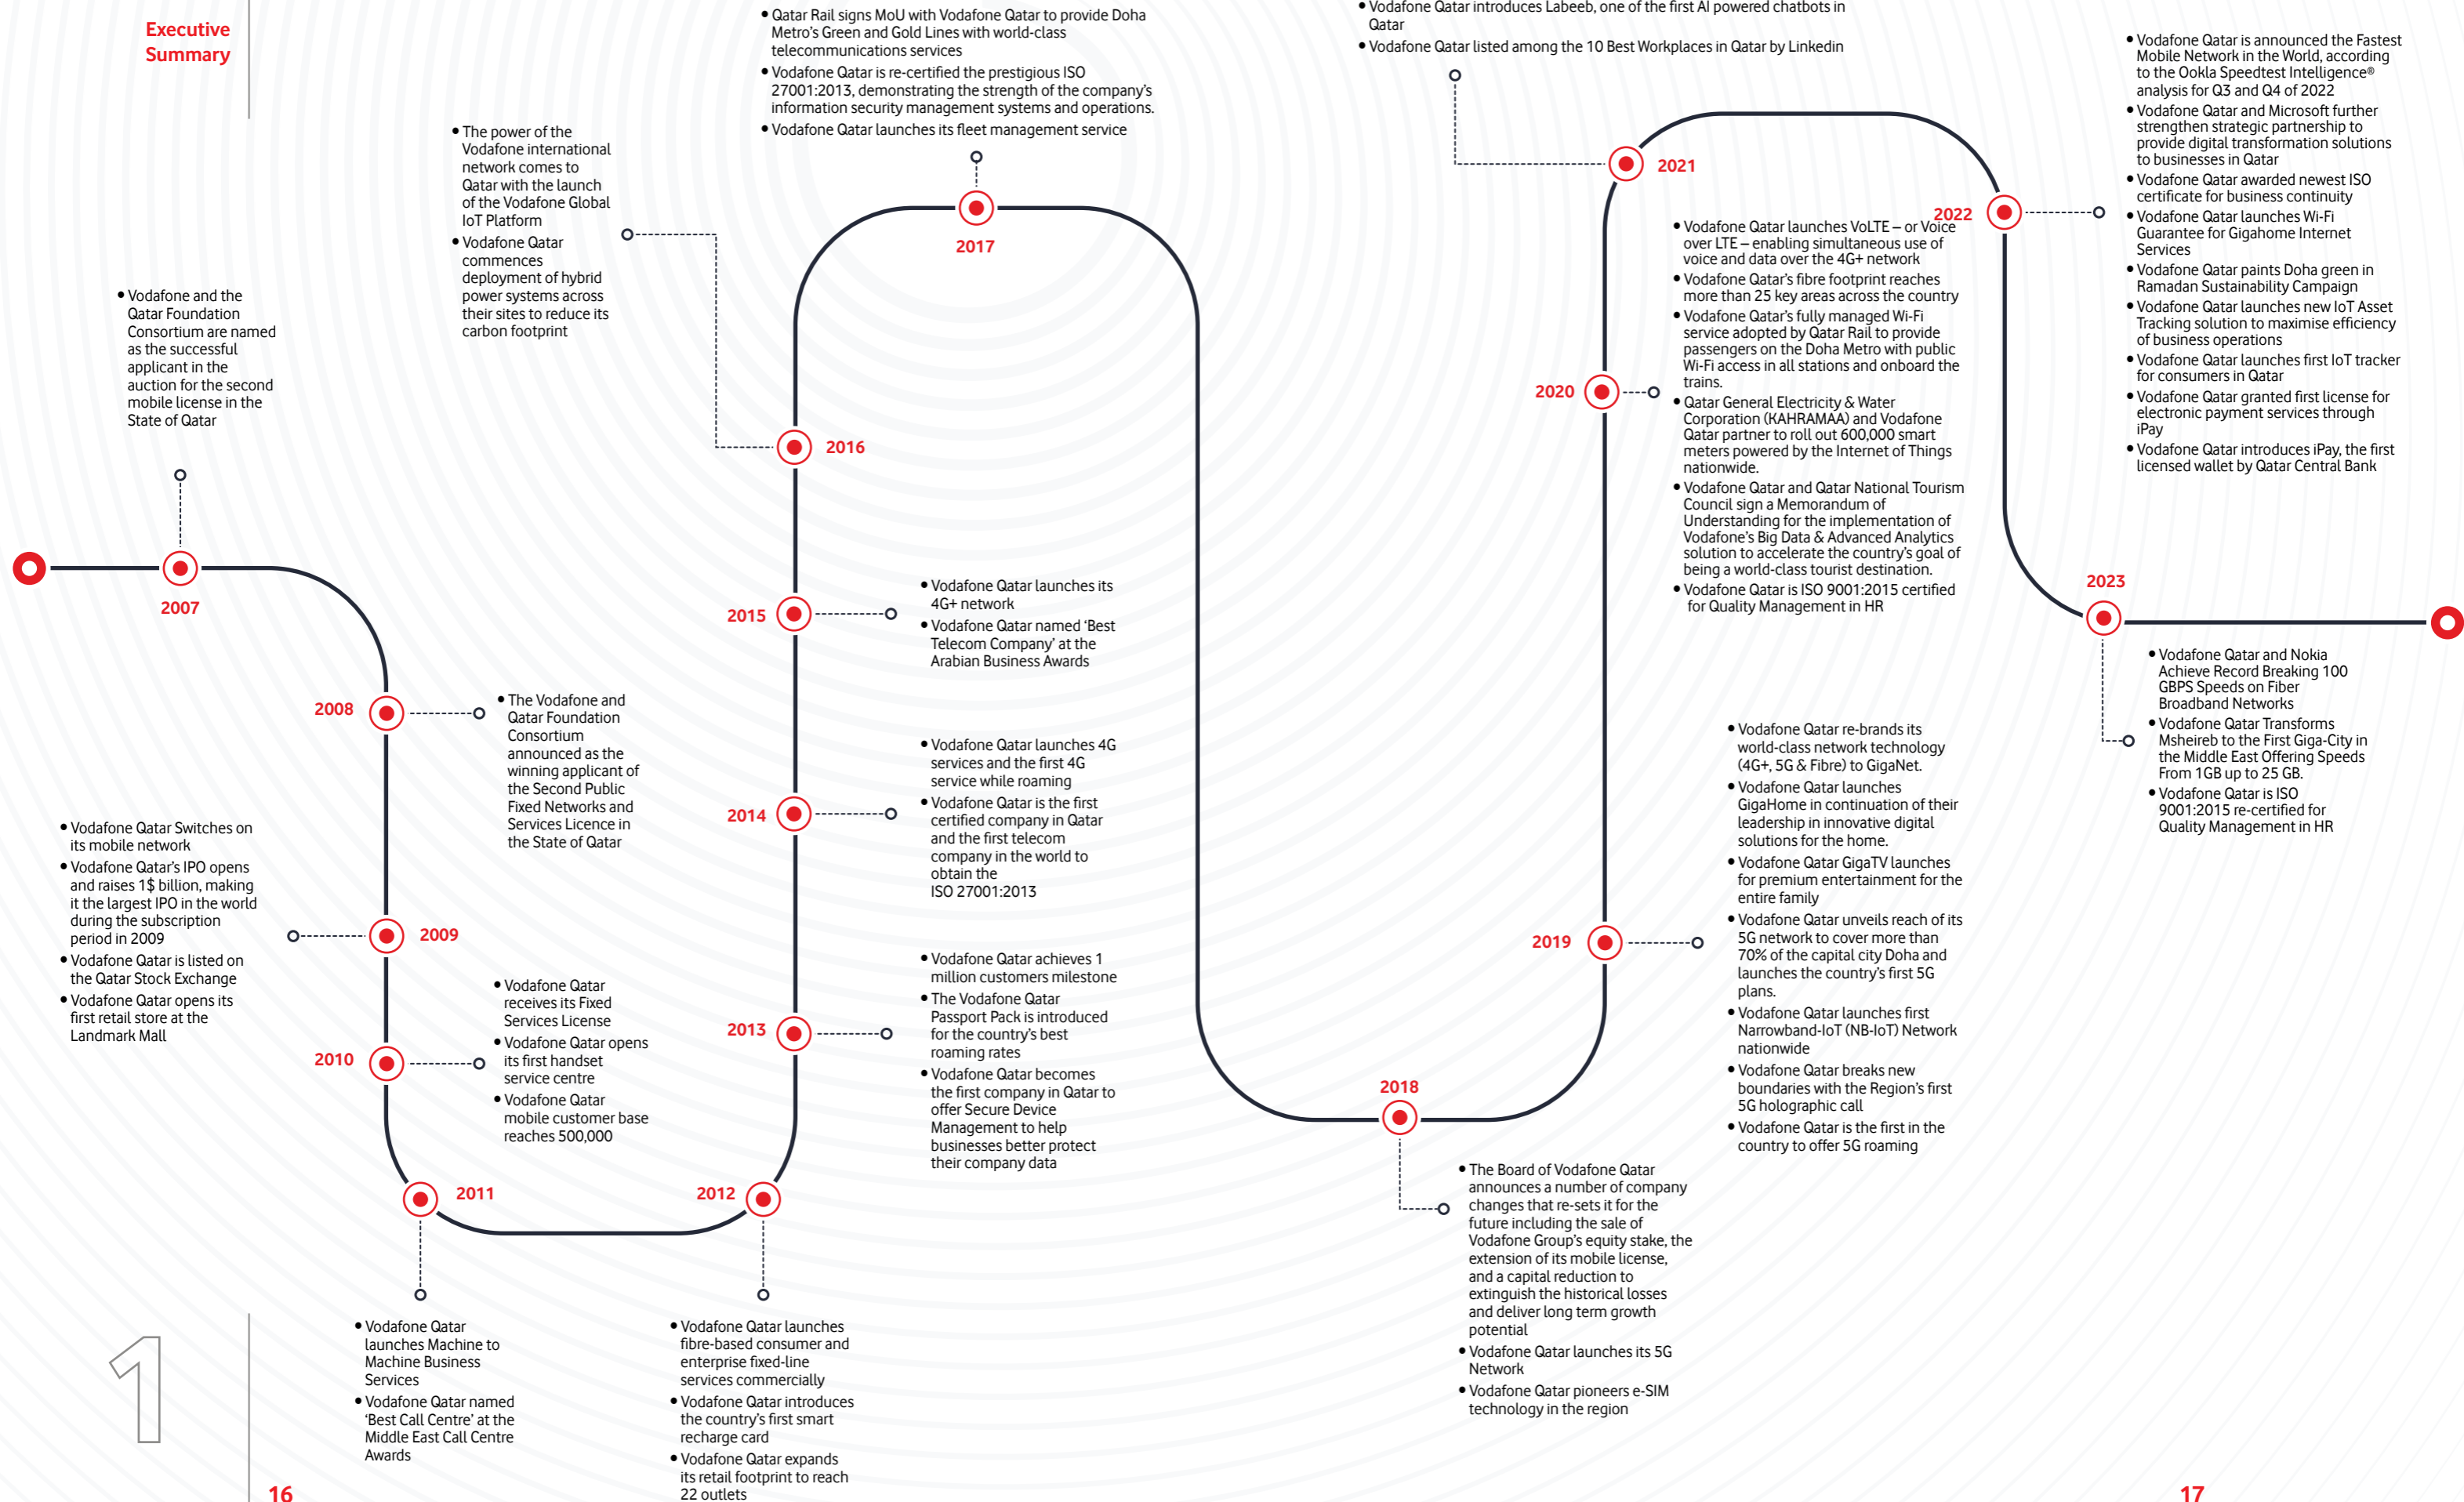 Executive
Summary
• Vodafone and the
Qatar Foundation
Consortium are named
as the successful
applicant in the
auction for the second
mobile license in the
State of Qatar
2007
2008
• The Vodafone and
Qatar Foundation
Consortium
announced as the
winning applicant of
the Second Public
Fixed Networks and
Services Licence in
the State of Qatar
• Vodafone Qatar Switches on
its mobile network
• Vodafone Qatar's IPO opens
and raises 1$ billion, making
it the largest IPO in the world
during the subscription
period in 2009
• Vodafone Qatar is listed on
the Qatar Stock Exchange
• Vodafone Qatar opens its
first retail store at the
Landmark Mall
2009
2010
• Vodafone Qatar
receives its Fixed
Services License
• Vodafone Qatar opens
its first handset
service centre
• Vodafone Qatar
mobile customer base
reaches 500,000
2011
• Vodafone Qatar
launches Machine to
Machine Business
Services
• Vodafone Qatar named
‘Best Call Centre’ at the
Middle East Call Centre
Awards
2012
• Vodafone Qatar launches
fibre-based consumer and
enterprise fixed-line
services commercially
• Vodafone Qatar introduces
the country's first smart
recharge card
• Vodafone Qatar expands
its retail footprint to reach
22 outlets
2013
• Vodafone Qatar achieves 1
million customers milestone
• The Vodafone Qatar
Passport Pack is introduced
for the country's best
roaming rates
• Vodafone Qatar becomes
the first company in Qatar to
offer Secure Device
Management to help
businesses better protect
their company data
2014
• Vodafone Qatar launches 4G
services and the first 4G
service while roaming
• Vodafone Qatar is the first
certified company in Qatar
and the first telecom
company in the world to
obtain the
ISO 27001:2013
2015
• Vodafone Qatar launches its
4G+ network
• Vodafone Qatar named ‘Best
Telecom Company’ at the
Arabian Business Awards
• The power of the
Vodafone international
network comes to
Qatar with the launch
of the Vodafone Global
IoT Platform
• Vodafone Qatar
commences
deployment of hybrid
power systems across
their sites to reduce its
carbon footprint
2016
• Qatar Rail signs MoU with Vodafone Qatar to provide Doha
Metro's Green and Gold Lines with world-class
telecommunications services
• Vodafone Qatar is re-certified the prestigious ISO
27001:2013, demonstrating the strength of the company's
information security management systems and operations.
• Vodafone Qatar launches its fleet management service
2017
2018
• The Board of Vodafone Qatar
announces a number of company
changes that re-sets it for the
future including the sale of
Vodafone Group's equity stake, the
extension of its mobile license,
and a capital reduction to
extinguish the historical losses
and deliver long term growth
potential
• Vodafone Qatar launches its 5G
Network
• Vodafone Qatar pioneers e-SIM
technology in the region
2019
• Vodafone Qatar re-brands its
world-class network technology
(4G+, 5G & Fibre) to GigaNet.
• Vodafone Qatar launches
GigaHome in continuation of their
leadership in innovative digital
solutions for the home.
• Vodafone Qatar GigaTV launches
for premium entertainment for the
entire family
• Vodafone Qatar unveils reach of its
5G network to cover more than
70% of the capital city Doha and
launches the country's first 5G
plans.
• Vodafone Qatar launches first
Narrowband-IoT (NB-IoT) Network
nationwide
• Vodafone Qatar breaks new
boundaries with the Region's first
5G holographic call
• Vodafone Qatar is the first in the
country to offer 5G roaming
2020
• Vodafone Qatar launches VoLTE – or Voice
over LTE – enabling simultaneous use of
voice and data over the 4G+ network
• Vodafone Qatar's fibre footprint reaches
more than 25 key areas across the country
• Vodafone Qatar's fully managed Wi-Fi
service adopted by Qatar Rail to provide
passengers on the Doha Metro with public
Wi-Fi access in all stations and onboard the
trains.
• Qatar General Electricity & Water
Corporation (KAHRAMAA) and Vodafone
Qatar partner to roll out 600,000 smart
meters powered by the Internet of Things
nationwide.
• Vodafone Qatar and Qatar National Tourism
Council sign a Memorandum of
Understanding for the implementation of
Vodafone's Big Data & Advanced Analytics
solution to accelerate the country's goal of
being a world-class tourist destination.
• Vodafone Qatar is ISO 9001:2015 certified
for Quality Management in HR
• Vodafone Qatar introduces Labeeb, one of the first AI powered chatbots in
Qatar
• Vodafone Qatar listed among the 10 Best Workplaces in Qatar by Linkedin
2021
2022
• Vodafone Qatar is announced the Fastest
Mobile Network in the World, according
to the Ookla Speedtest Intelligence®
analysis for Q3 and Q4 of 2022
• Vodafone Qatar and Microsoft further
strengthen strategic partnership to
provide digital transformation solutions
to businesses in Qatar
• Vodafone Qatar awarded newest ISO
certificate for business continuity
• Vodafone Qatar launches Wi-Fi
Guarantee for Gigahome Internet
Services
• Vodafone Qatar paints Doha green in
Ramadan Sustainability Campaign
• Vodafone Qatar launches new IoT Asset
Tracking solution to maximise efficiency
of business operations
• Vodafone Qatar launches first IoT tracker
for consumers in Qatar
• Vodafone Qatar granted first license for
electronic payment services through
iPay
• Vodafone Qatar introduces iPay, the first
licensed wallet by Qatar Central Bank
2023
• Vodafone Qatar and Nokia
Achieve Record Breaking 100
GBPS Speeds on Fiber
Broadband Networks
• Vodafone Qatar Transforms
Msheireb to the First Giga-City in
the Middle East Offering Speeds
From 1GB up to 25 GB.
• Vodafone Qatar is ISO
9001:2015 re-certified for
Quality Management in HR
1
16
17